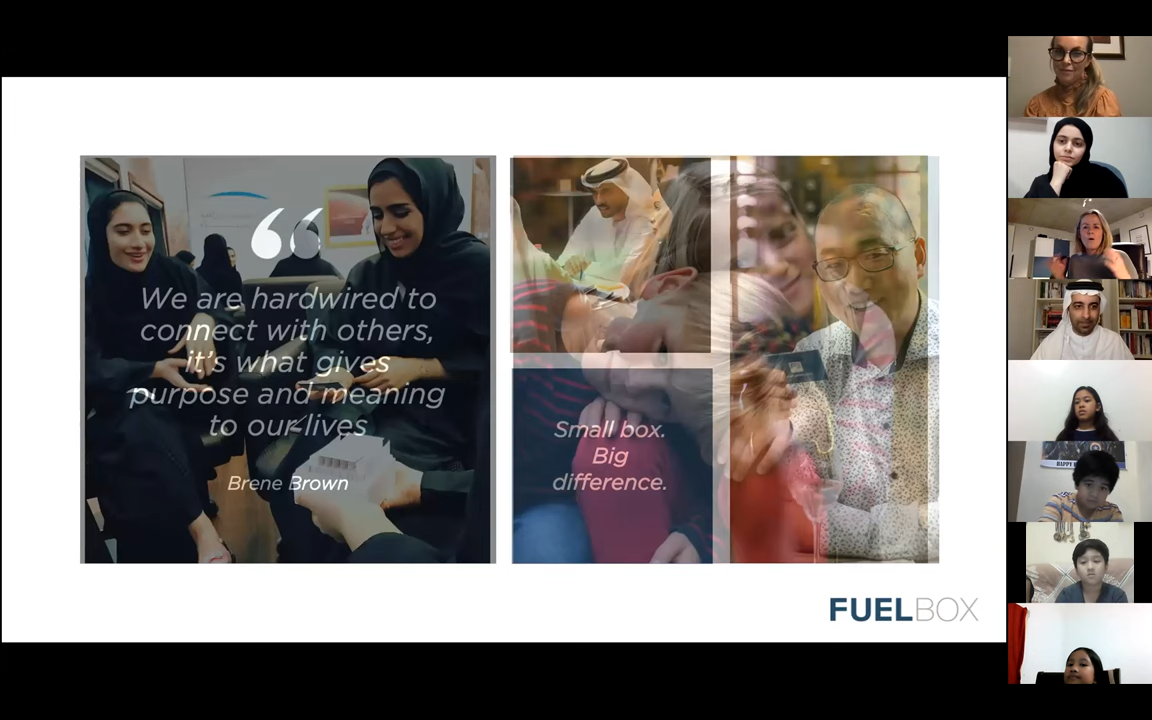 We are hardwired to
connect with others,
it's what gives
purpose and meaning
to our lives
Brene Brown
Small box.
Big
difference.
FUELBOX